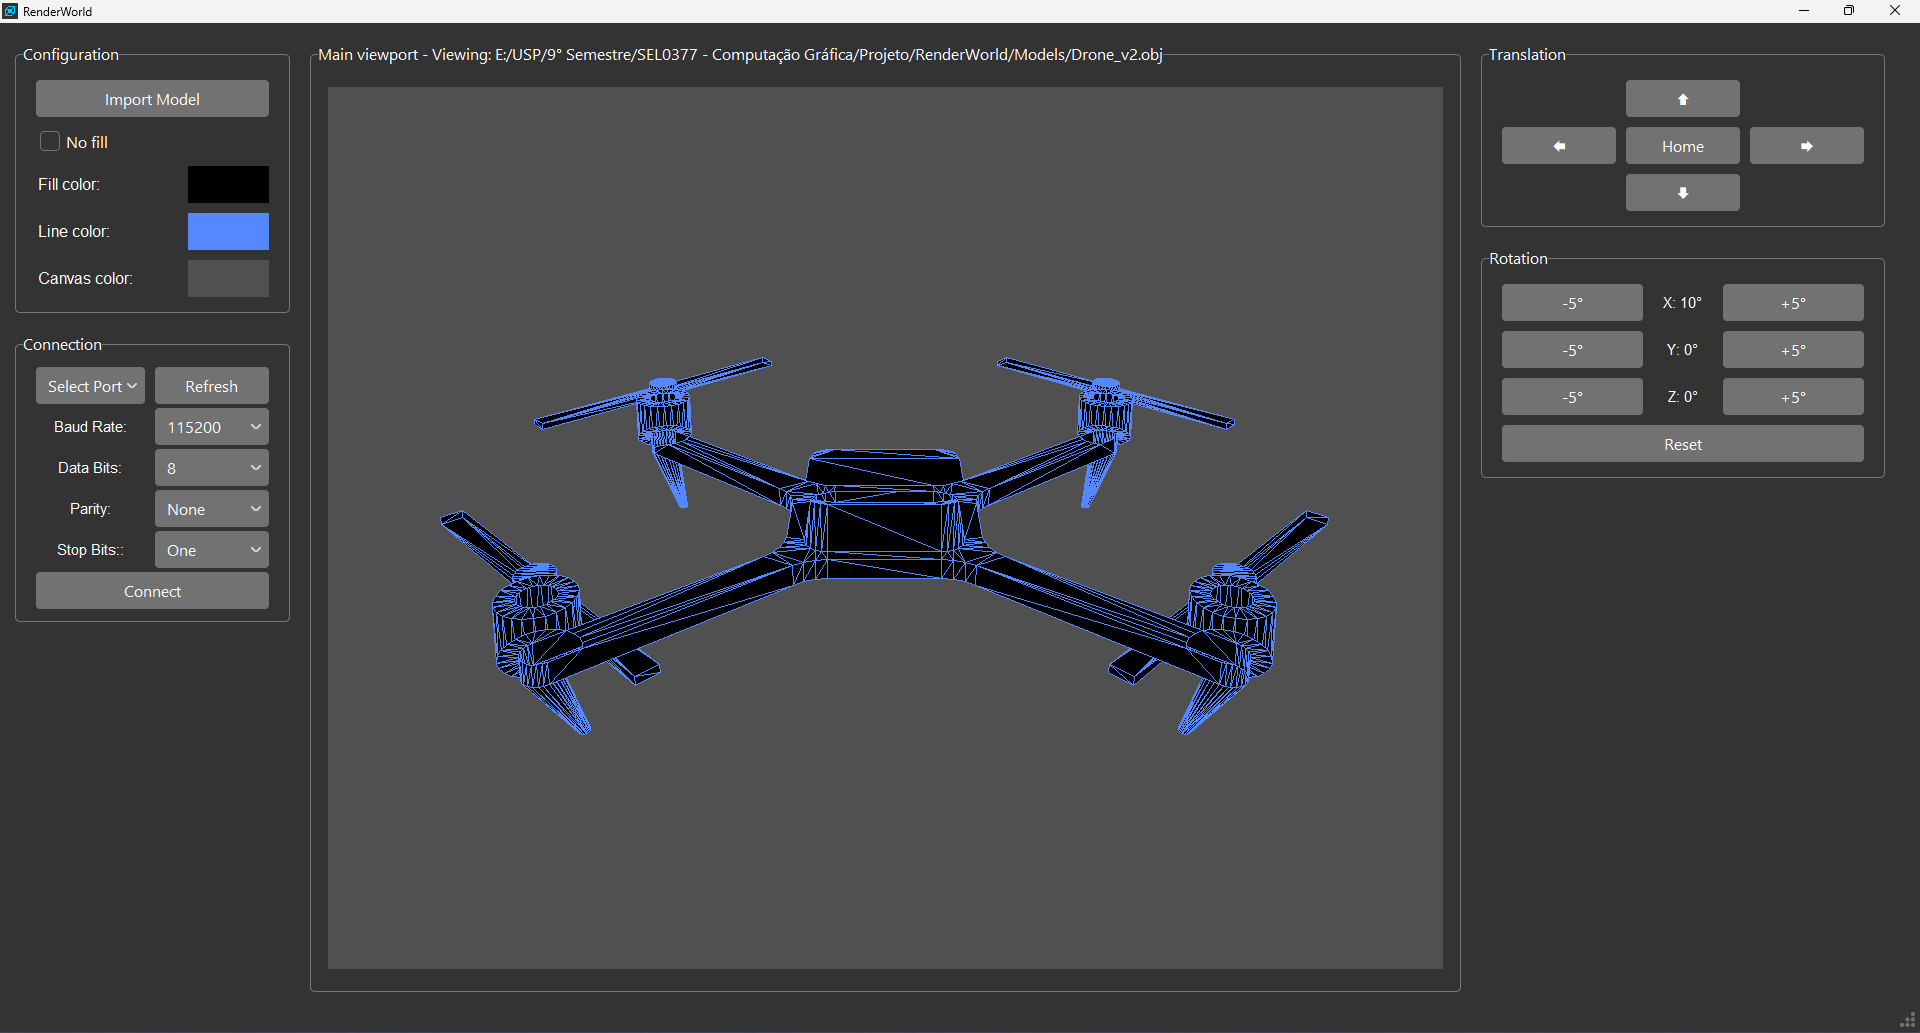 RenderWorld
Configuration
Import Model
No fill
Fill color:
Line color:
Canvas color:
Connection
Select Port
Refresh
Baud Rate:
115200
Data Bits:
8
Parity:
None
Stop Bits::
One
Connect
Main viewport - Viewing: E:/USP/9° Semestre/SEL0377 - Computação Gráfica/Projeto/RenderWorld/Models/Drone_v2.obj
Translation
Home
Rotation
-5° X: 10° +5°
-5° Y: 0° +5°
-5° Z: 0° +5°
Reset